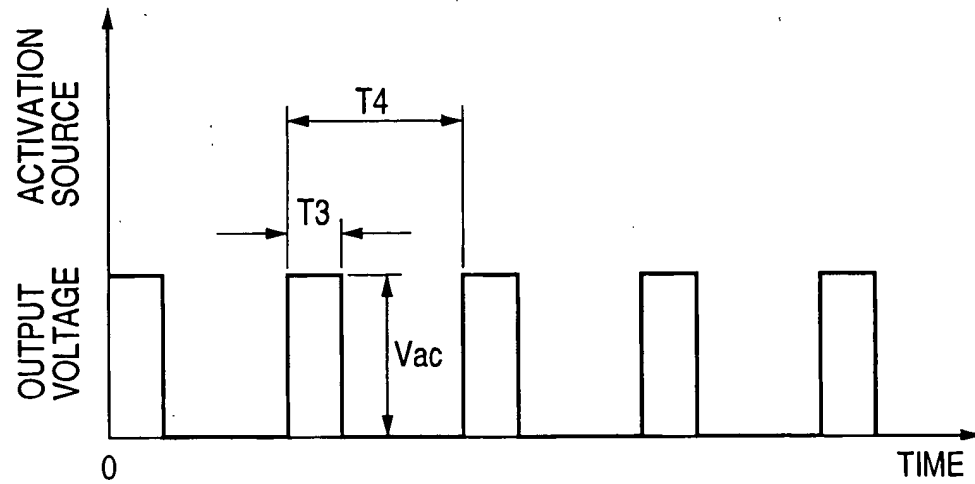 ACTIVATION
SOURCE
OUTPUT
VOLTAGE
T4
T3
Vac
0
TIME